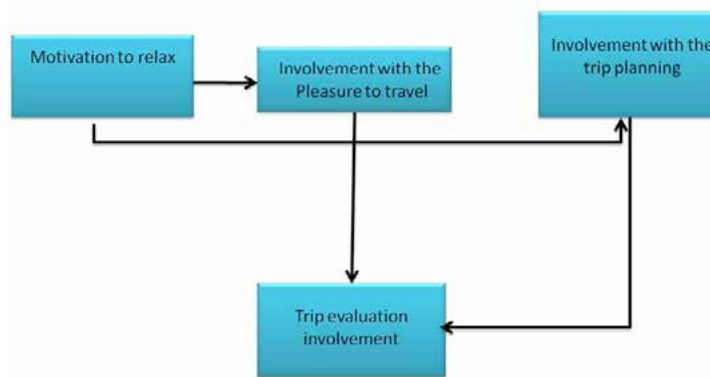 Motivation to relax
Involvement with the
Pleasure to travel
Involvement with the
trip planning
Trip evaluation
involvement